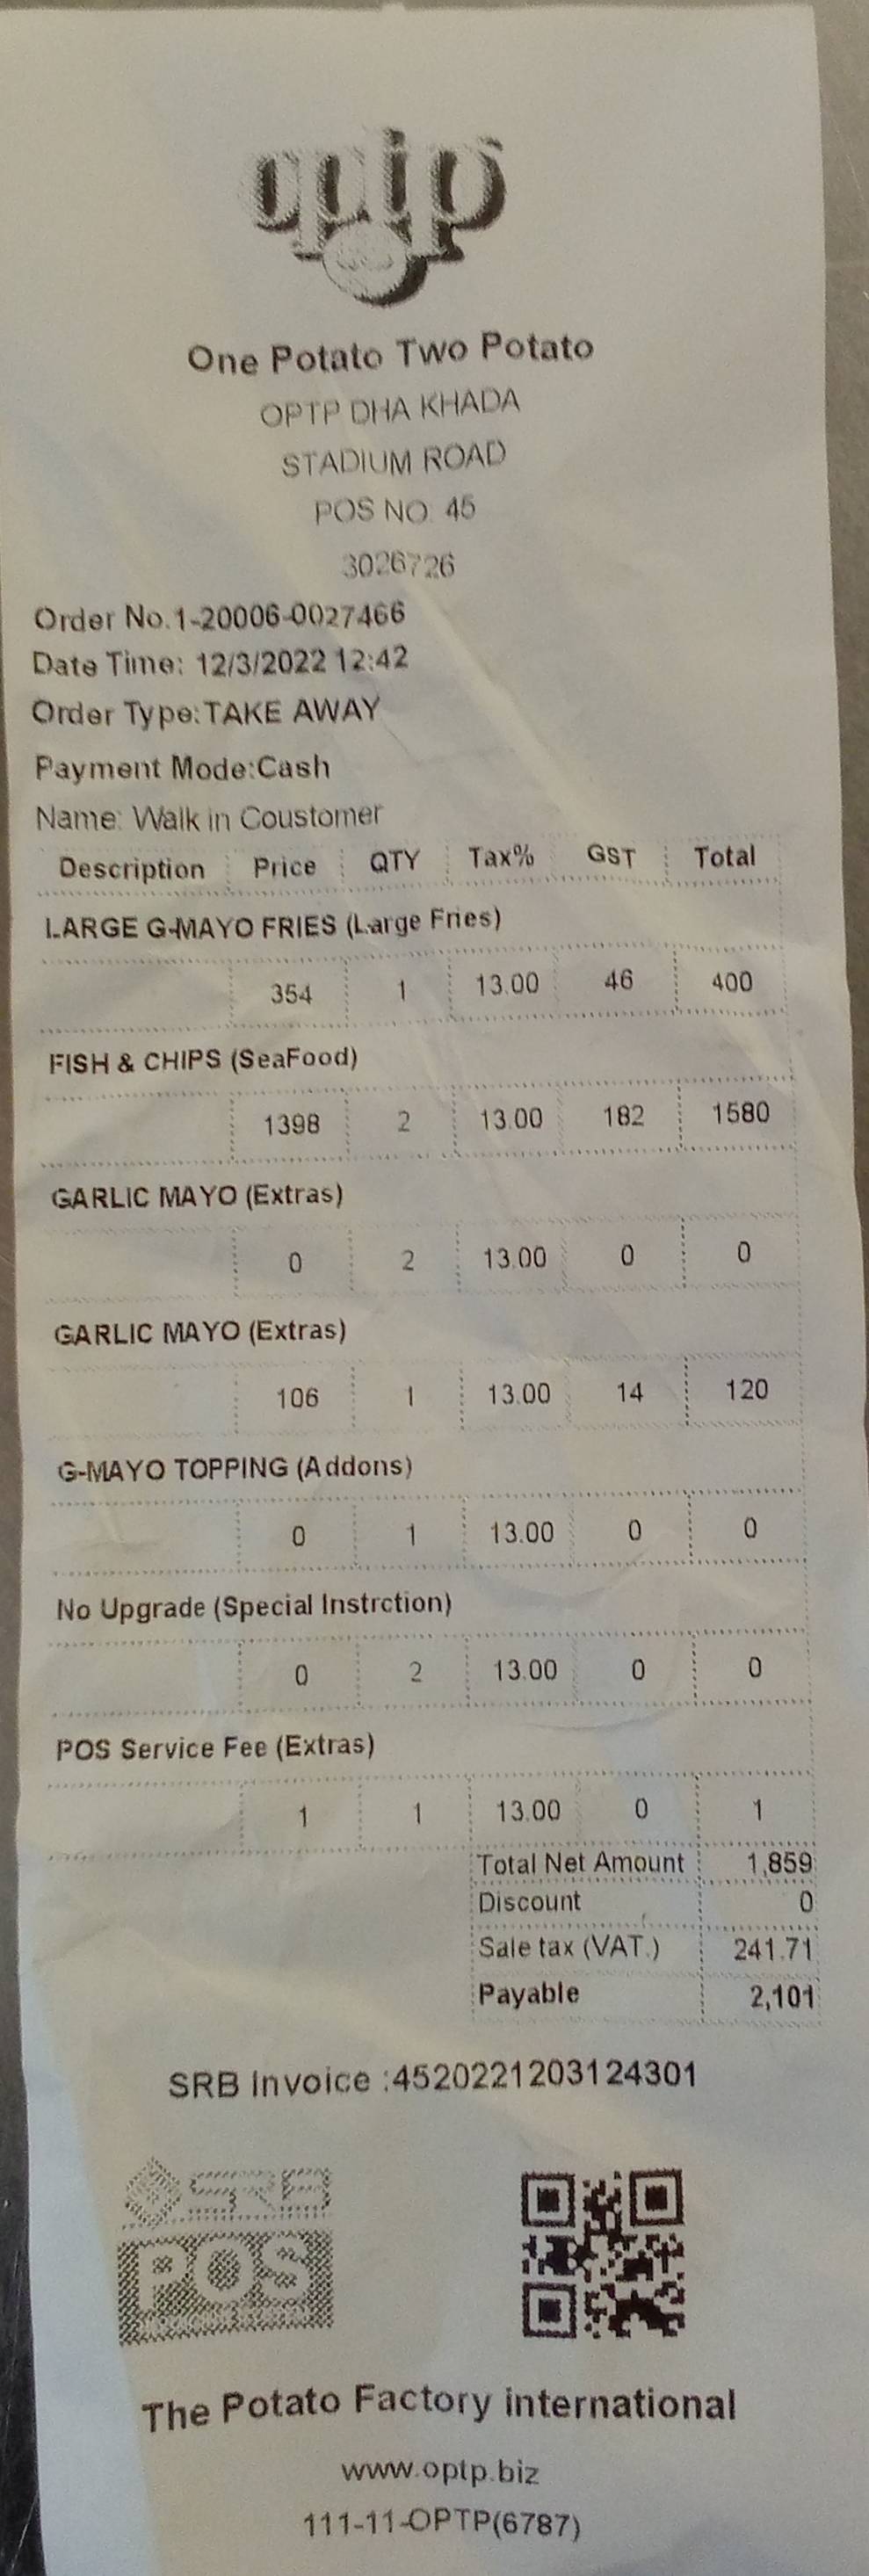 optp
One Potato Two Potato
OPTP DHA KHADA
STADIUM ROAD
POS NO. 45
3026726
Order No.1-20006-0027466
Date Time: 12/3/2022 12:42
Order Type:TAKE AWAY
Payment Mode:Cash
Name: Walk in Coustomer
Description Price QTY Tax% GST Total
LARGE G-MAYO FRIES (Large Fries)
354 1 13.00 46 400
FISH & CHIPS (SeaFood)
1398 2 13.00 182 1580
GARLIC MAYO (Extras)
0 2 13.00 0 0
GARLIC MAYO (Extras)
106 1 13.00 14 120
G-MAYO TOPPING (Addons)
0 1 13.00 0 0
No Upgrade (Special Instrction)
0 2 13.00 0 0
POS Service Fee (Extras)
1 1 13.00 0 1
Total Net Amount 1,859
Discount 0
Sale tax (VAT.) 241.71
Payable 2,101
SRB Invoice :4520221203124301
SRB
POS
The Potato Factory international
www.optp.biz
111-11-OPTP(6787)